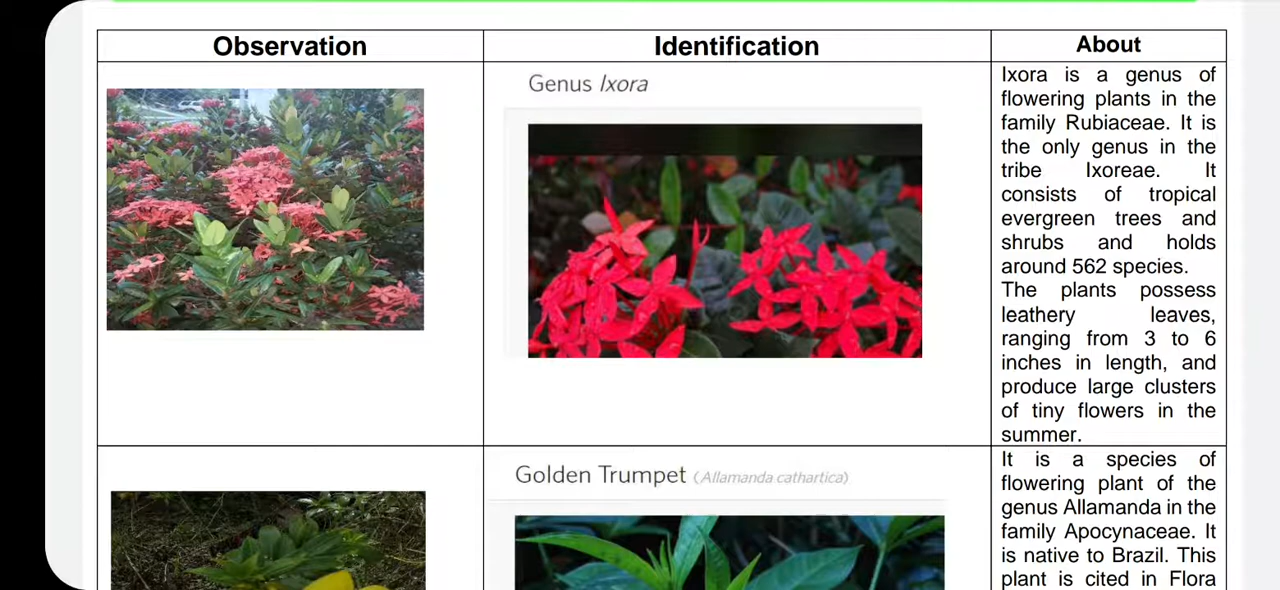 Observation
Identification
About
Genus Ixora
Ixora is a genus of
flowering plants in the
family Rubiaceae. It is
the only genus in the
tribe Ixoreae. It
consists of tropical
evergreen trees and
shrubs and holds
around 562 species.
The plants possess
leathery leaves,
ranging from 3 to 6
inches in length, and
produce large clusters
of tiny flowers in the
summer.
Golden Trumpet (Allamanda cathartica)
It is a species of
flowering plant of the
genus Allamanda in the
family Apocynaceae. It
is native to Brazil. This
plant is cited in Flora